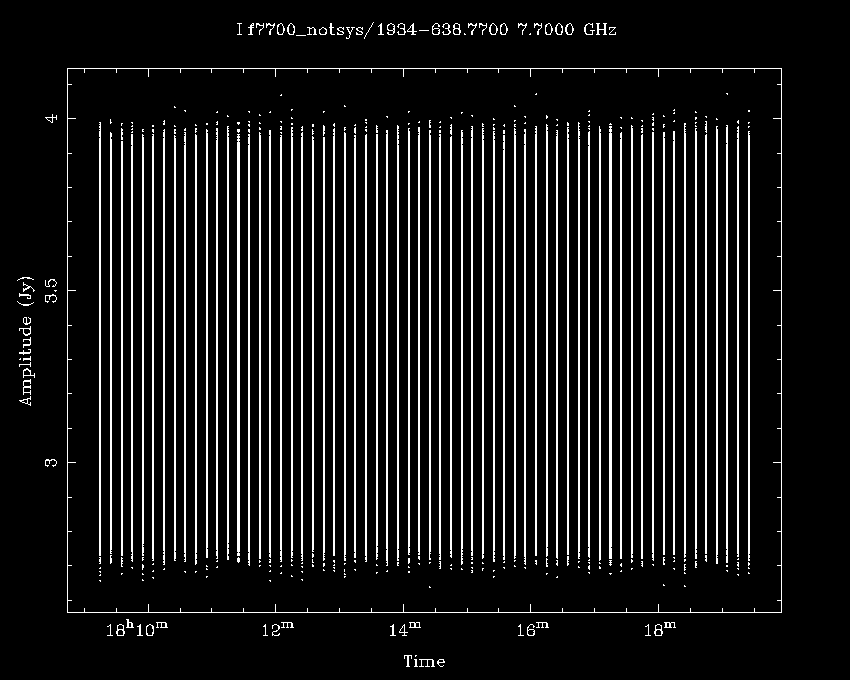 I f7700_notsys/1934−638.7700 7.7000 GHz
4
3.5
3
Amplitude (Jy)
18h10m 12m 14m 16m 18m
Time